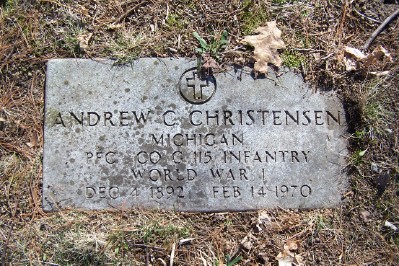 ANDREW C CHRISTENSEN
MICHIGAN
PFC CO G 115 INFANTRY
WORLD WAR I
DEC 4 1892 FEB 14 1970